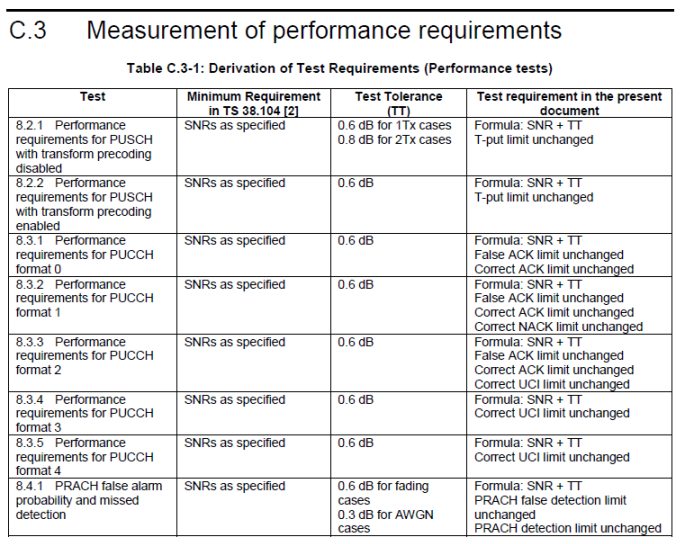 C.3 Measurement of performance requirements
Table C.3-1: Derivation of Test Requirements (Performance tests)
Test Minimum Requirement in TS 38.104 [2] Test Tolerance (TT) Test requirement in the present document
8.2.1 Performance
requirements for PUSCH
with transform precoding
disabled
SNRs as specified
0.6 dB for 1Tx cases
0.8 dB for 2Tx cases
Formula: SNR + TT
T-put limit unchanged
8.2.2 Performance
requirements for PUSCH
with transform precoding
enabled
SNRs as specified
0.6 dB
Formula: SNR + TT
T-put limit unchanged
8.3.1 Performance
requirements for PUCCH
format 0
SNRs as specified
0.6 dB
Formula: SNR + TT
False ACK limit unchanged
Correct ACK limit unchanged
8.3.2 Performance
requirements for PUCCH
format 1
SNRs as specified
0.6 dB
Formula: SNR + TT
False ACK limit unchanged
Correct ACK limit unchanged
Correct NACK limit unchanged
8.3.3 Performance
requirements for PUCCH
format 2
SNRs as specified
0.6 dB
Formula: SNR + TT
False ACK limit unchanged
Correct ACK limit unchanged
Correct UCI limit unchanged
8.3.4 Performance
requirements for PUCCH
format 3
SNRs as specified
0.6 dB
Formula: SNR + TT
Correct UCI limit unchanged
8.3.5 Performance
requirements for PUCCH
format 4
SNRs as specified
0.6 dB
Formula: SNR + TT
Correct UCI limit unchanged
8.4.1 PRACH false alarm
probability and missed
detection
SNRs as specified
0.6 dB for fading
cases
0.3 dB for AWGN
cases
Formula: SNR + TT
PRACH false detection limit
unchanged
PRACH detection limit unchanged